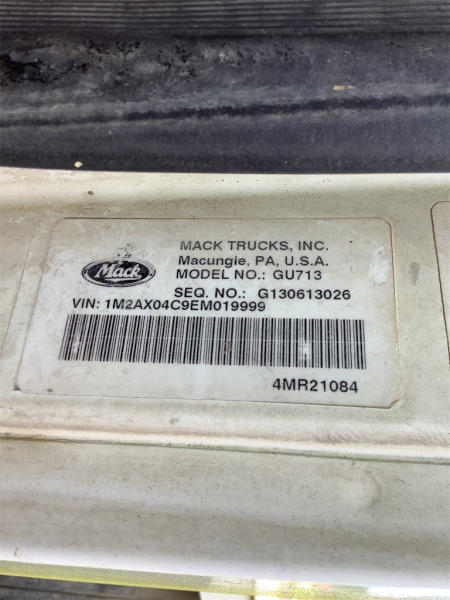 Mack
MACK TRUCKS, INC.
Macungie, PA, U.S.A.
MODEL NO.: GU713
SEQ. NO.: G130613026
VIN: 1M2AX04C9EM019999
4MR21084